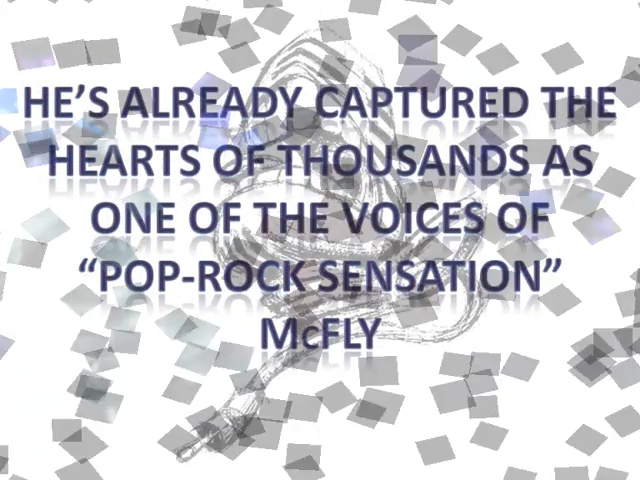 HE’S ALREADY CAPTURED THE
HEARTS OF THOUSANDS AS
ONE OF THE VOICES OF
“POP-ROCK SENSATION”
McFLY